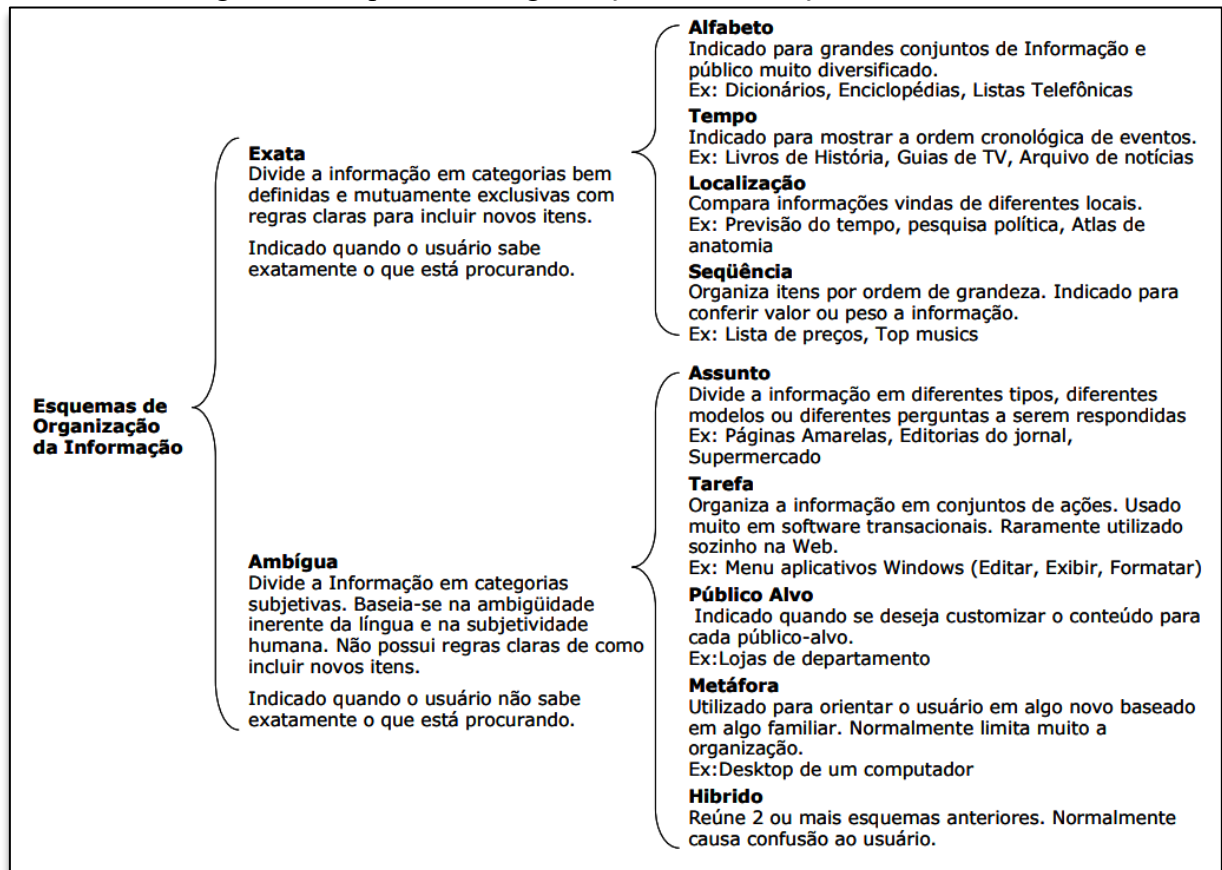 Esquemas de
Organização
da Informação
Exata
Divide a informação em categorias bem
definidas e mutuamente exclusivas com
regras claras para incluir novos itens.
Indicado quando o usuário sabe
exatamente o que está procurando.
Alfabeto
Indicado para grandes conjuntos de Informação e
público muito diversificado.
Ex: Dicionários, Enciclopédias, Listas Telefônicas
Tempo
Indicado para mostrar a ordem cronológica de eventos.
Ex: Livros de História, Guias de TV, Arquivo de notícias
Localização
Compara informações vindas de diferentes locais.
Ex: Previsão do tempo, pesquisa política, Atlas de
anatomia
Seqüência
Organiza itens por ordem de grandeza. Indicado para
conferir valor ou peso a informação.
Ex: Lista de preços, Top musics
Ambígua
Divide a Informação em categorias
subjetivas. Baseia-se na ambigüidade
inerente da língua e na subjetividade
humana. Não possui regras claras de como
incluir novos itens.
Indicado quando o usuário não sabe
exatamente o que está procurando.
Assunto
Divide a informação em diferentes tipos, diferentes
modelos ou diferentes perguntas a serem respondidas
Ex: Páginas Amarelas, Editorias do jornal,
Supermercado
Tarefa
Organiza a informação em conjuntos de ações. Usado
muito em software transacionais. Raramente utilizado
sozinho na Web.
Ex: Menu aplicativos Windows (Editar, Exibir, Formatar)
Público Alvo
Indicado quando se deseja customizar o conteúdo para
cada público-alvo.
Ex:Lojas de departamento
Metáfora
Utilizado para orientar o usuário em algo novo baseado
em algo familiar. Normalmente limita muito a
organização.
Ex:Desktop de um computador
Hibrido
Reúne 2 ou mais esquemas anteriores. Normalmente
causa confusão ao usuário.